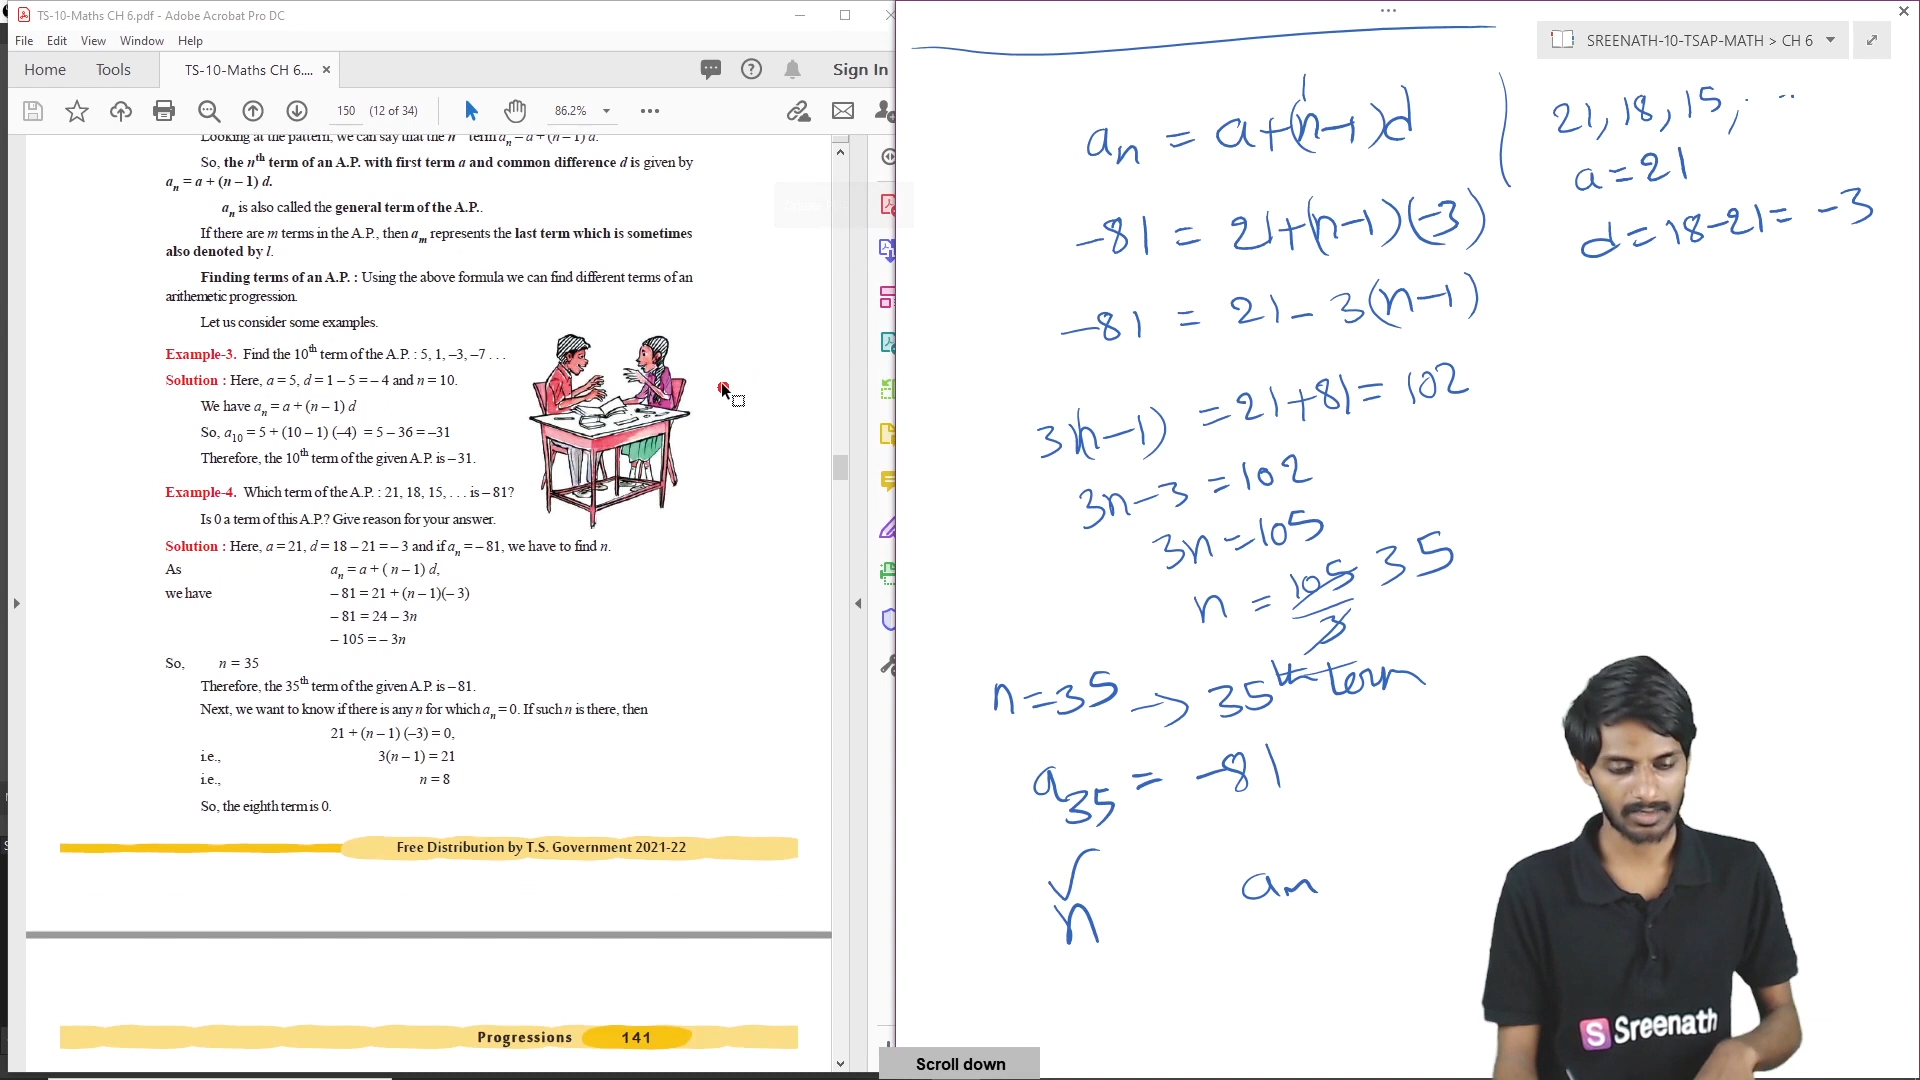 TS-10-Maths CH 6.pdf - Adobe Acrobat Pro DC
File Edit View Window Help
Home Tools TS-10-Maths CH 6.... × Sign In
150 (12 of 34) 86.2%
Looking at the pattern, we can say that the nth term an = a + (n – 1) d.
So, the nth term of an A.P. with first term a and common difference d is given by
an = a + (n – 1) d.
an is also called the general term of the A.P..
If there are m terms in the A.P., then am represents the last term which is sometimes
also denoted by l.
Finding terms of an A.P. : Using the above formula we can find different terms of an
arithemetic progression.
Let us consider some examples.
Example-3. Find the 10th term of the A.P. : 5, 1, –3, –7 . . .
Solution : Here, a = 5, d = 1 – 5 = – 4 and n = 10.
We have an = a + (n – 1) d
So, a10 = 5 + (10 – 1) (–4) = 5 – 36 = –31
Therefore, the 10th term of the given A.P. is – 31.
Example-4. Which term of the A.P. : 21, 18, 15, . . . is – 81?
Is 0 a term of this A.P.? Give reason for your answer.
Solution : Here, a = 21, d = 18 – 21 = – 3 and if an = – 81, we have to find n.
As an = a + ( n – 1) d,
we have – 81 = 21 + (n – 1)(– 3)
– 81 = 24 – 3n
– 105 = – 3n
So, n = 35
Therefore, the 35th term of the given A.P. is – 81.
Next, we want to know if there is any n for which an = 0. If such n is there, then
21 + (n – 1) (–3) = 0,
i.e., 3(n – 1) = 21
i.e., n = 8
So, the eighth term is 0.
Free Distribution by T.S. Government 2021-22
Progressions 141
SREENATH-10-TSAP-MATH > CH 6
an = a+(n-1)d
21, 18, 15, . ..
a = 21
d = 18-21 = -3
-81 = 21+(n-1)(-3)
-81 = 21 - 3(n-1)
3(n-1) = 21+81 = 102
3n-3 = 102
3n = 105
n = 105/3 35
n = 35 → 35th term
a35 = -81
n an
Scroll down
S Sreenath